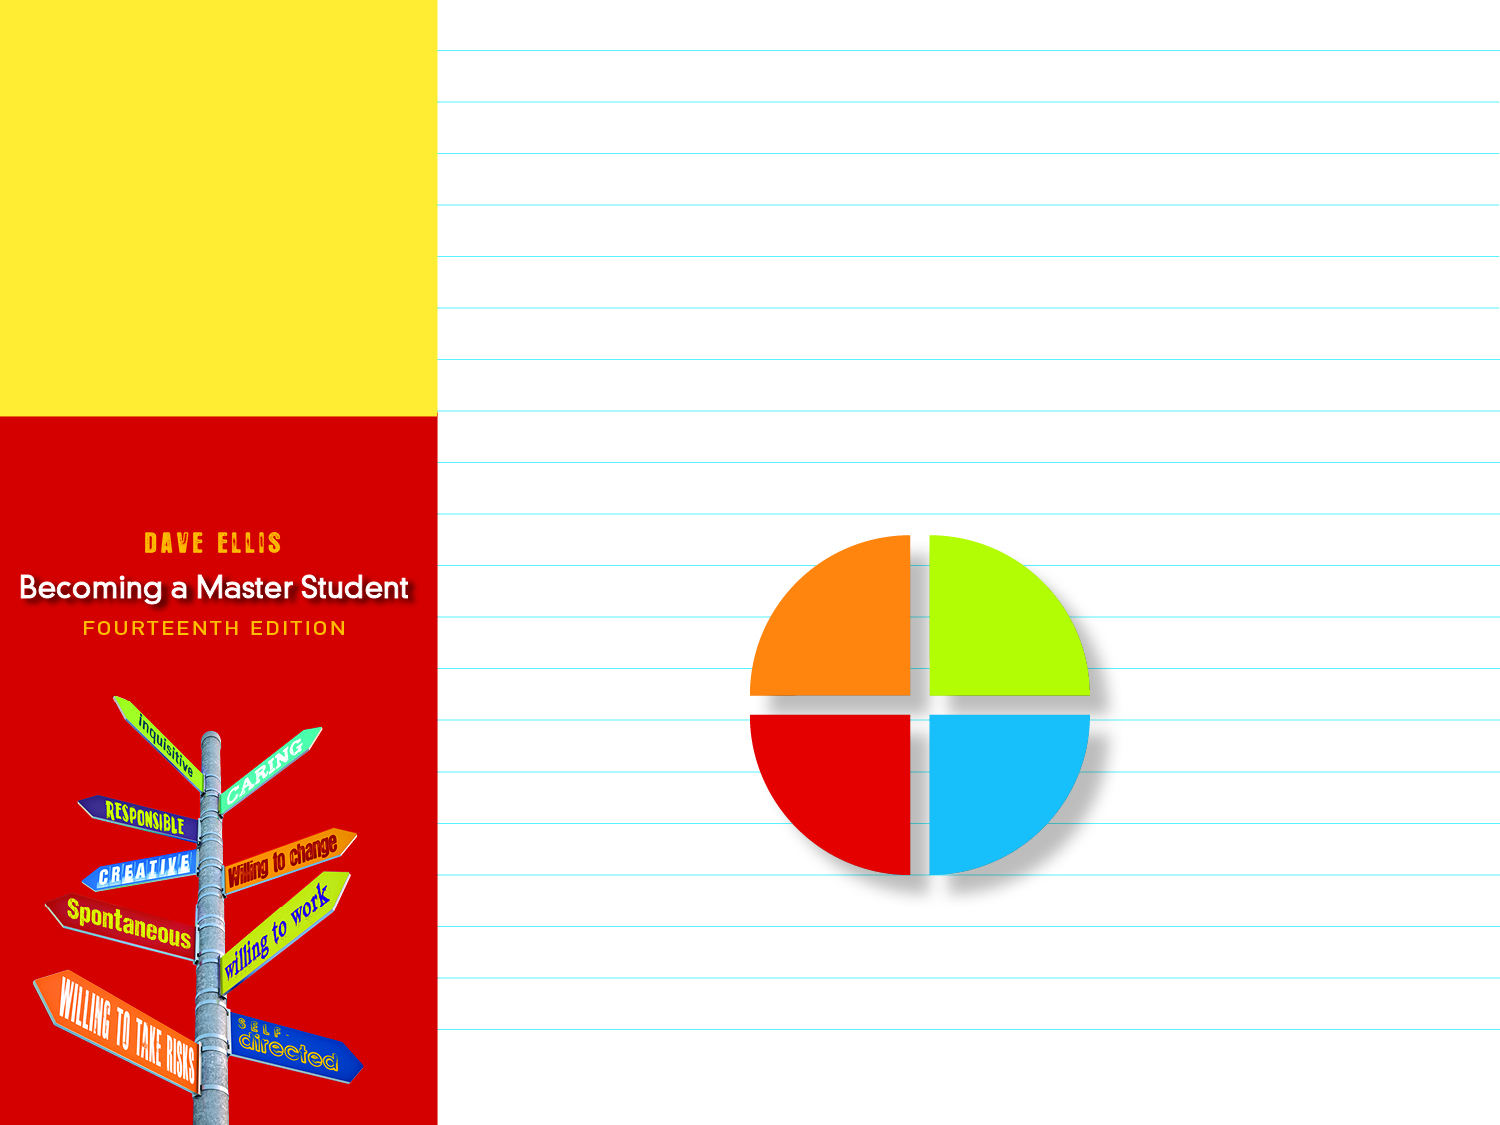 DAVE ELLIS
Becoming a Master Student
FOURTEENTH EDITION
inquisitive
CARING
RESPONSIBLE
Willing to change
CREATIVE
willing to work
Spontaneous
WILLING TO TAKE RISKS
SELF-
directed